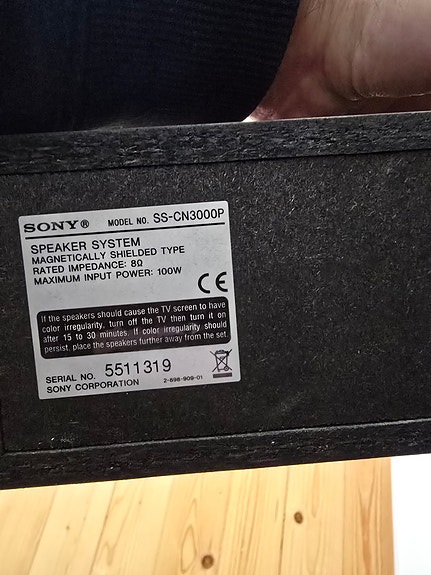 SONY® MODEL NO. SS-CN3000P
SPEAKER SYSTEM
MAGNETICALLY SHIELDED TYPE
RATED IMPEDANCE: 8Ω
MAXIMUM INPUT POWER: 100W
CE
If the speakers should cause the TV screen to have
color irregularity, turn off the TV then turn it on
after 15 to 30 minutes. If color irregularity should
persist, place the speakers further away from the set
SERIAL NO. 5511319
SONY CORPORATION 2-898-909-01